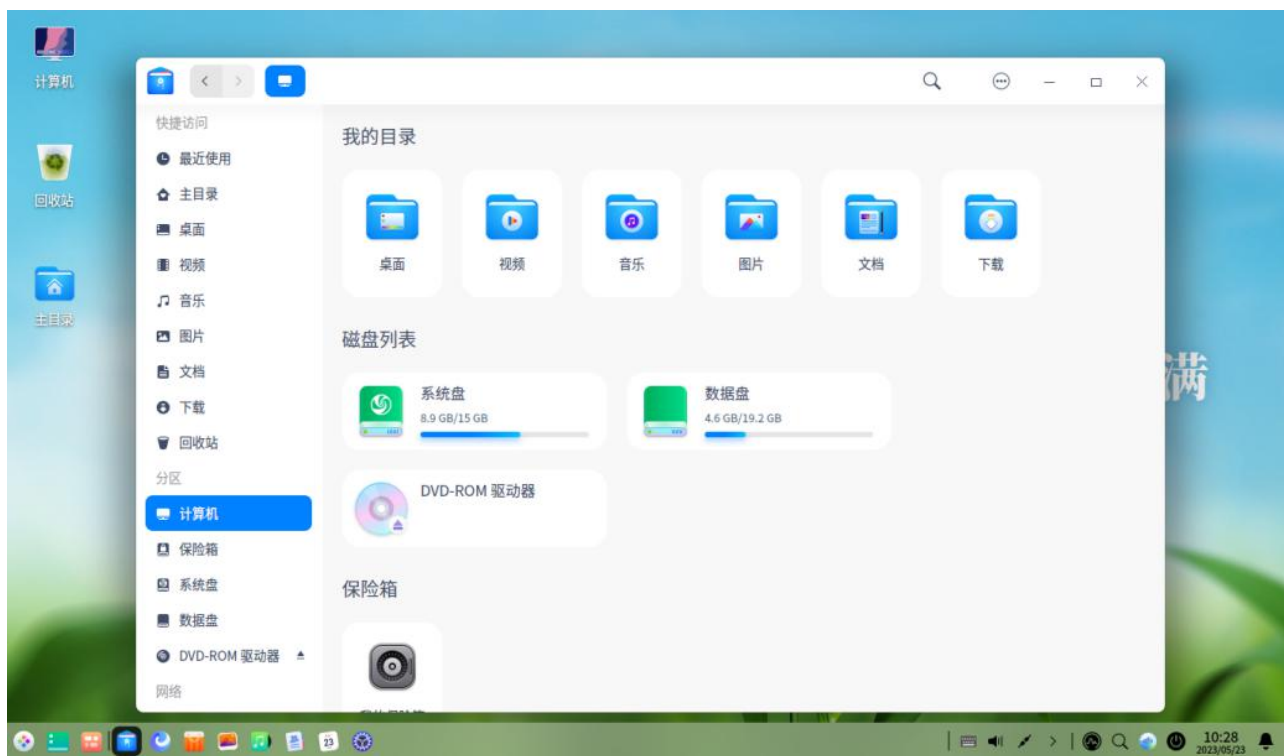 计算机
回收站
主目录
快捷访问
最近使用
主目录
桌面
视频
音乐
图片
文档
下载
回收站
分区
计算机
保险箱
系统盘
数据盘
DVD-ROM 驱动器
网络
我的目录
桌面
视频
音乐
图片
文档
下载
磁盘列表
系统盘
8.9 GB/15 GB
数据盘
4.6 GB/19.2 GB
DVD-ROM 驱动器
保险箱
满
23
10:28
2023/05/23